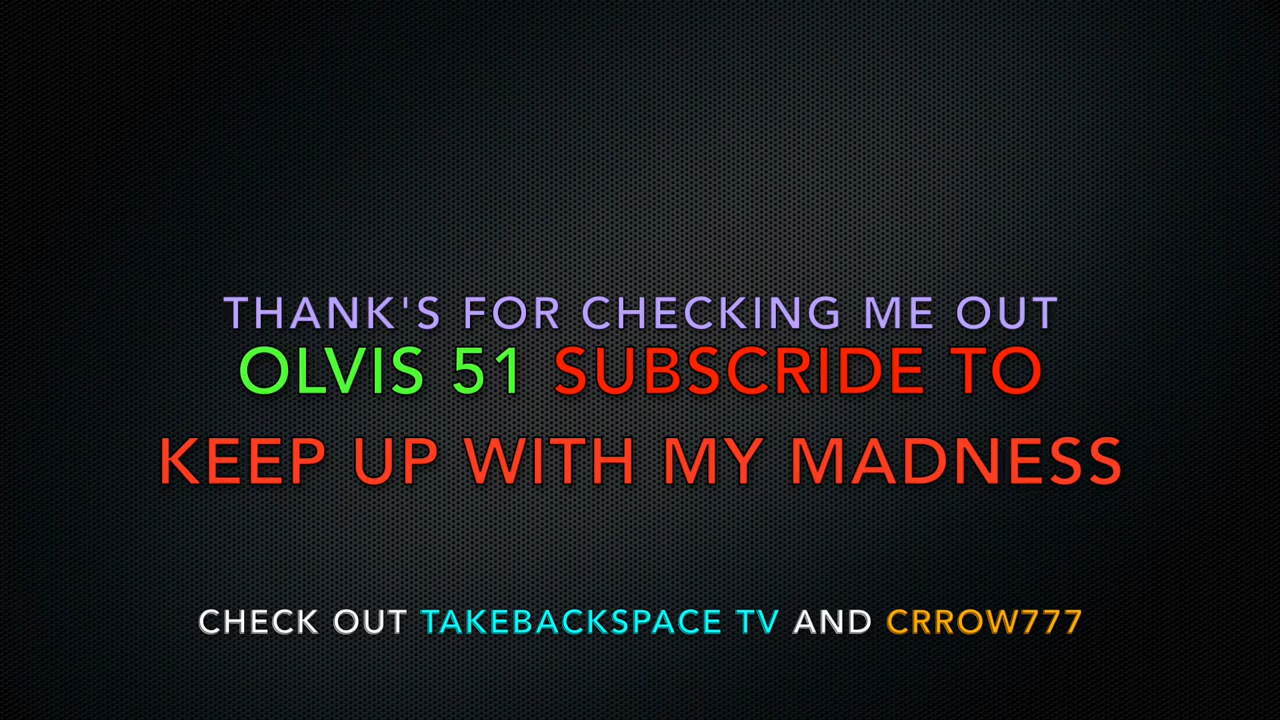 THANK'S FOR CHECKING ME OUT
OLVIS 51 SUBSCRIDE TO
KEEP UP WITH MY MADNESS
CHECK OUT TAKEBACKSPACE TV AND CRROW777